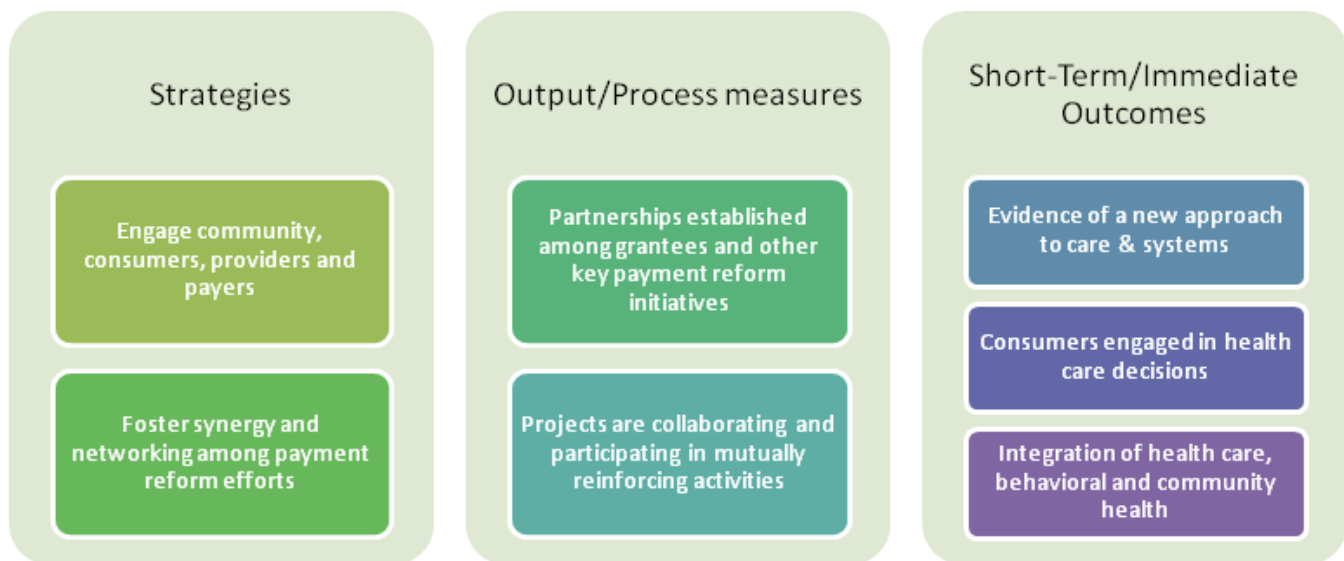 Strategies
Engage community,
consumers, providers and
payers
Foster synergy and
networking among payment
reform efforts
Output/Process measures
Partnerships established
among grantees and other
key payment reform
initiatives
Projects are collaborating and
participating in mutually
reinforcing activities
Short-Term/Immediate
Outcomes
Evidence of a new approach
to care & systems
Consumers engaged in health
care decisions
Integration of health care,
behavioral and community
health